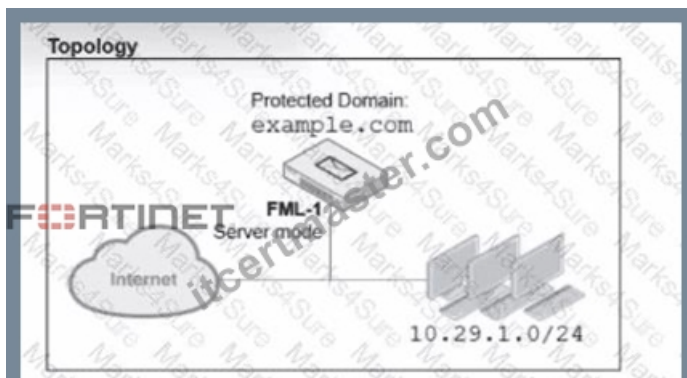 Topology
Protected Domain:
example.com
FORTINET
FML-1
Server mode
Internet
10.29.1.0/24
itcertmaster.com
Marks4Sure